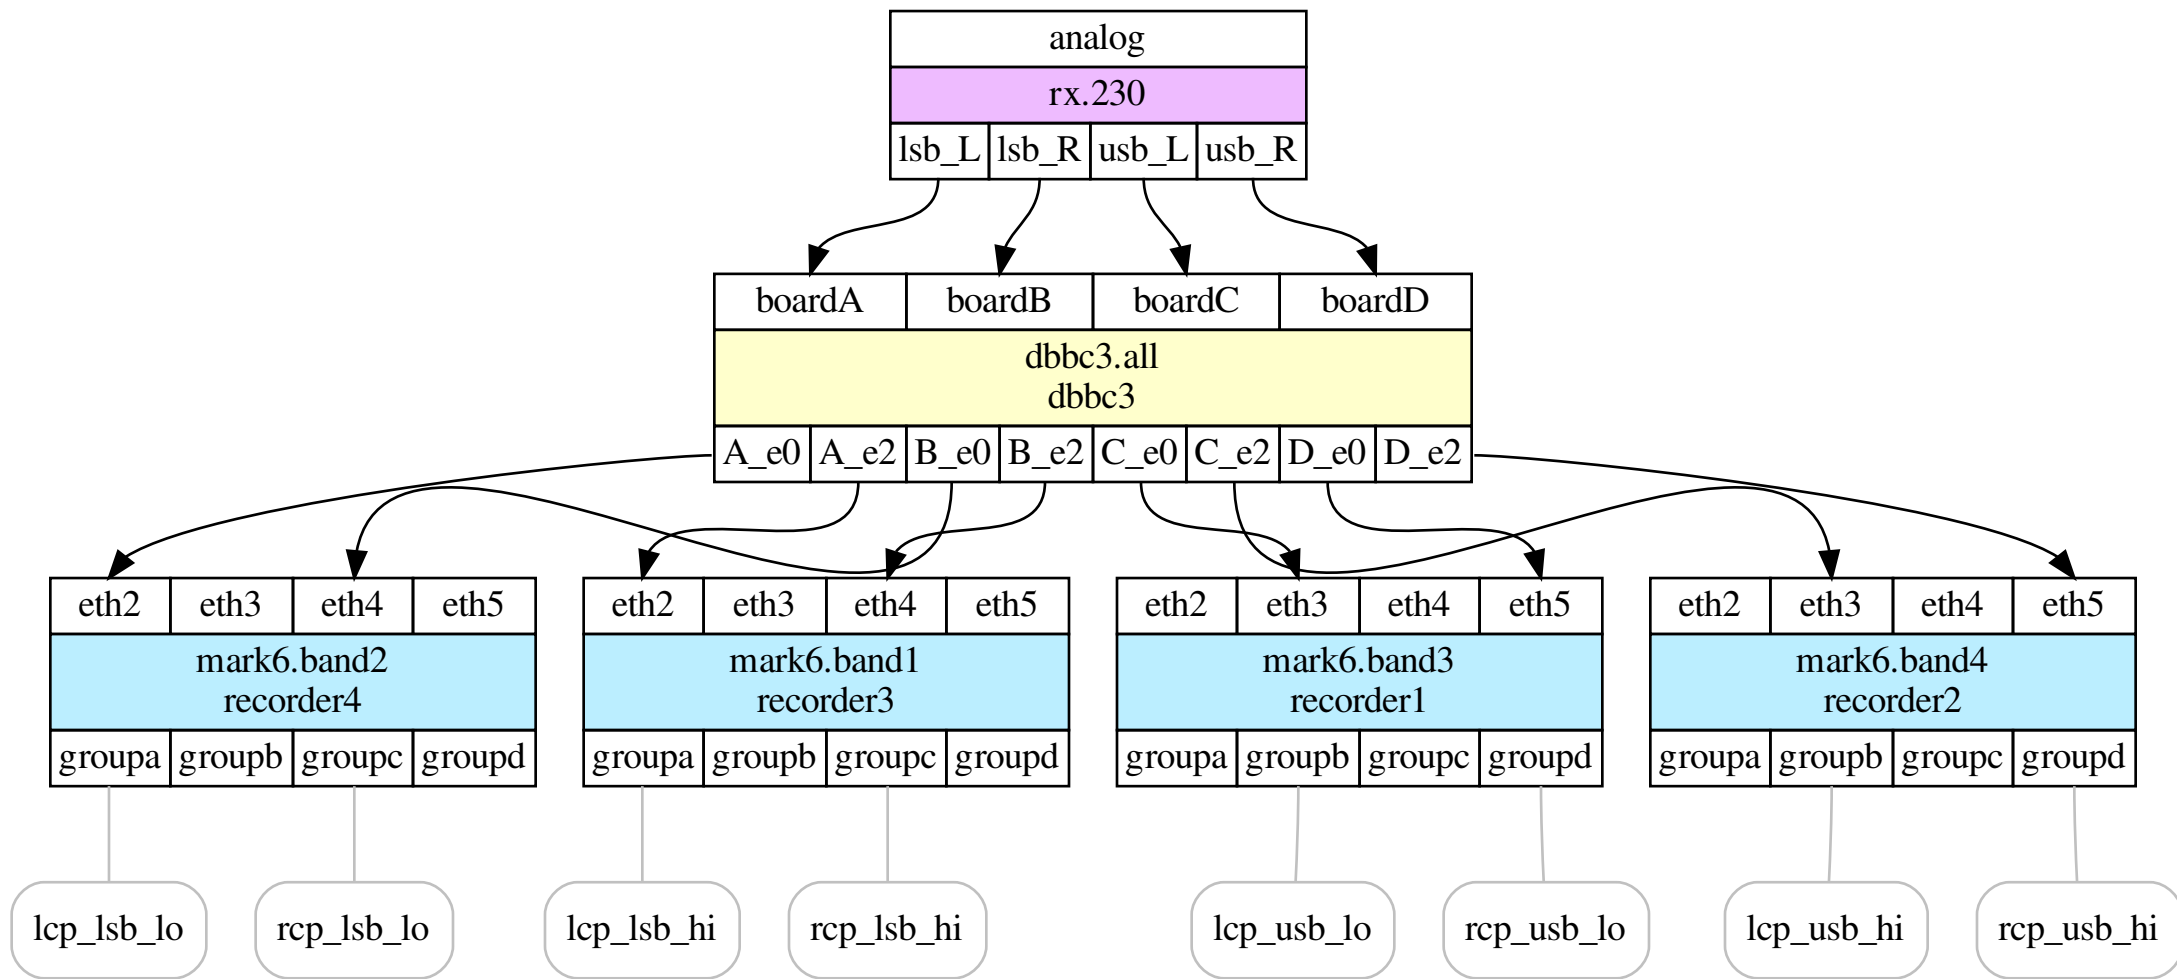 analog
rx.230
lsb_L lsb_R usb_L usb_R
boardA boardB boardC boardD
dbbc3.all
dbbc3
A_e0 A_e2 B_e0 B_e2 C_e0 C_e2 D_e0 D_e2
eth2 eth3 eth4 eth5 eth2 eth3 eth4 eth5 eth2 eth3 eth4 eth5 eth2 eth3 eth4 eth5
mark6.band2 mark6.band1 mark6.band3 mark6.band4
recorder4 recorder3 recorder1 recorder2
groupa groupb groupc groupd groupa groupb groupc groupd groupa groupb groupc groupd groupa groupb groupc groupd
lcp_lsb_lo rcp_lsb_lo lcp_lsb_hi rcp_lsb_hi lcp_usb_lo rcp_usb_lo lcp_usb_hi rcp_usb_hi